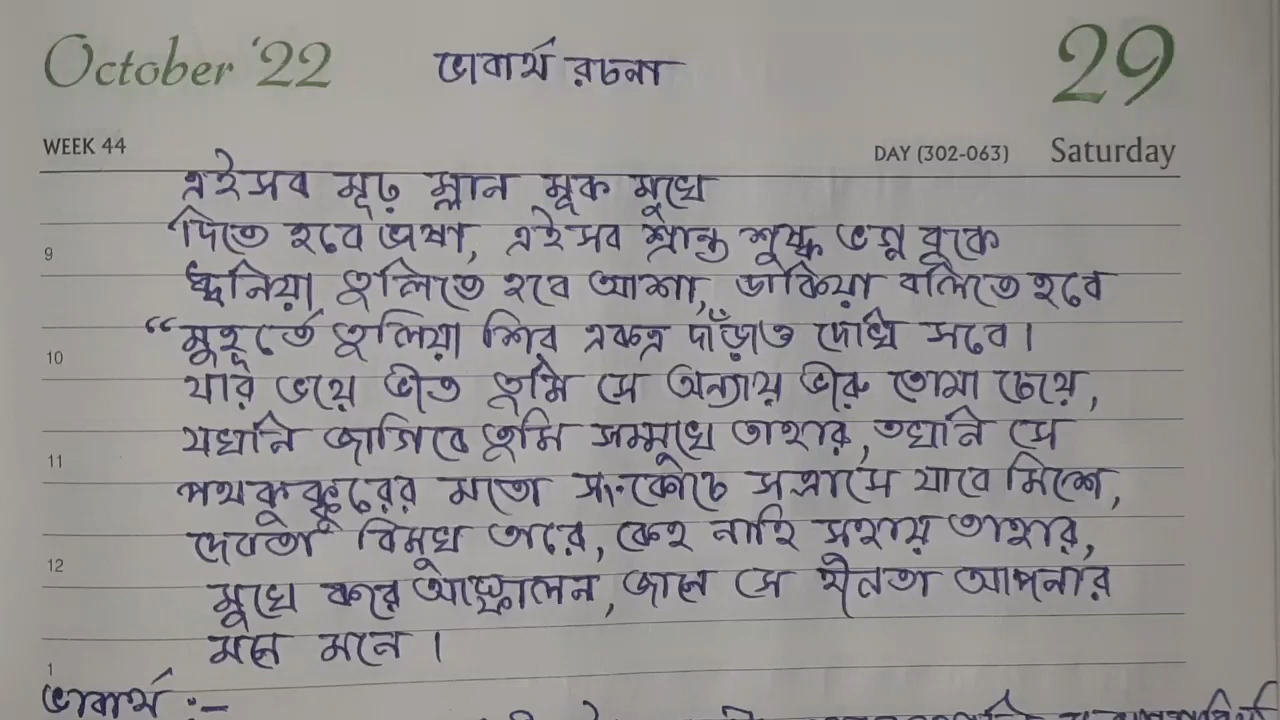 October '22
ভাবার্থ রচনা
29
WEEK 44
DAY (302-063)
Saturday
এইসব মূঢ় ম্লান মূক মুখে
9
দিতে হবে ভাষা, এইসব শ্রান্ত শুষ্ক ভগ্ন বুকে
ধ্বনিয়া তুলিতে হবে আশা, ডাকিয়া বলিতে হবে
10
“মুহূর্তে তুলিয়া শির একত্র দাঁড়াও দেখি সবে।
যার ভয়ে ভীত তুমি সে অন্যায় ভীরু তোমা চেয়ে,
11
যখনি জাগিবে তুমি সম্মুখে তাহার, তখনি সে
পথকুক্কুরের মতো সংকোচে সত্রাসে যাবে মিশে,
দেবতা বিমুখ তারে, কেহ নাহি সহায় তাহার,
12
মুখে করে আস্ফালন, জানে সে হীনতা আপনার
মনে মনে।
1
ভাবার্থ :–